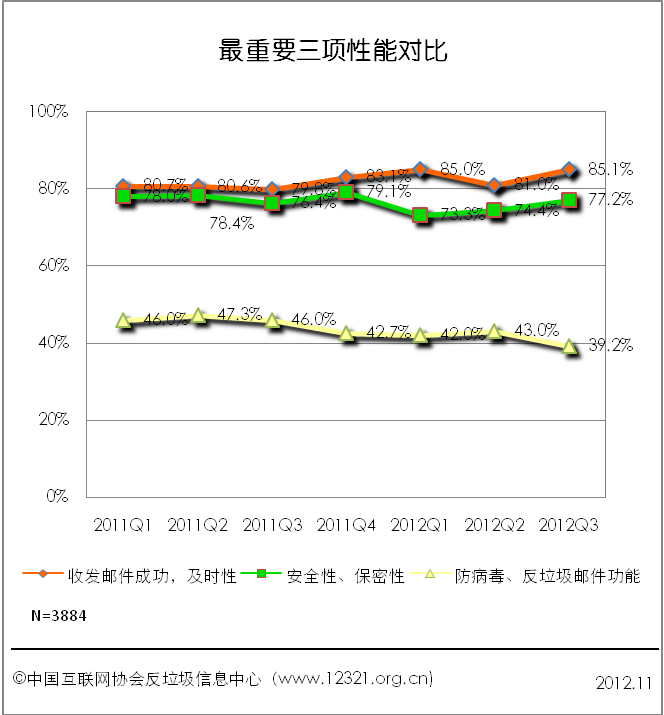 最重要三项性能对比
100%
80%
60%
40%
20%
0%
80.7% 80.6% 79.8% 83.1% 85.0% 81.0% 85.1%
78.0% 78.4% 76.4% 79.1% 73.3% 74.4% 77.2%
46.0% 47.3% 46.0% 42.7% 42.0% 43.0% 39.2%
2011Q1 2011Q2 2011Q3 2011Q4 2012Q1 2012Q2 2012Q3
收发邮件成功，及时性 安全性、保密性 防病毒、反垃圾邮件功能
N=3884
©中国互联网协会反垃圾信息中心（www.12321.org.cn)
2012.11